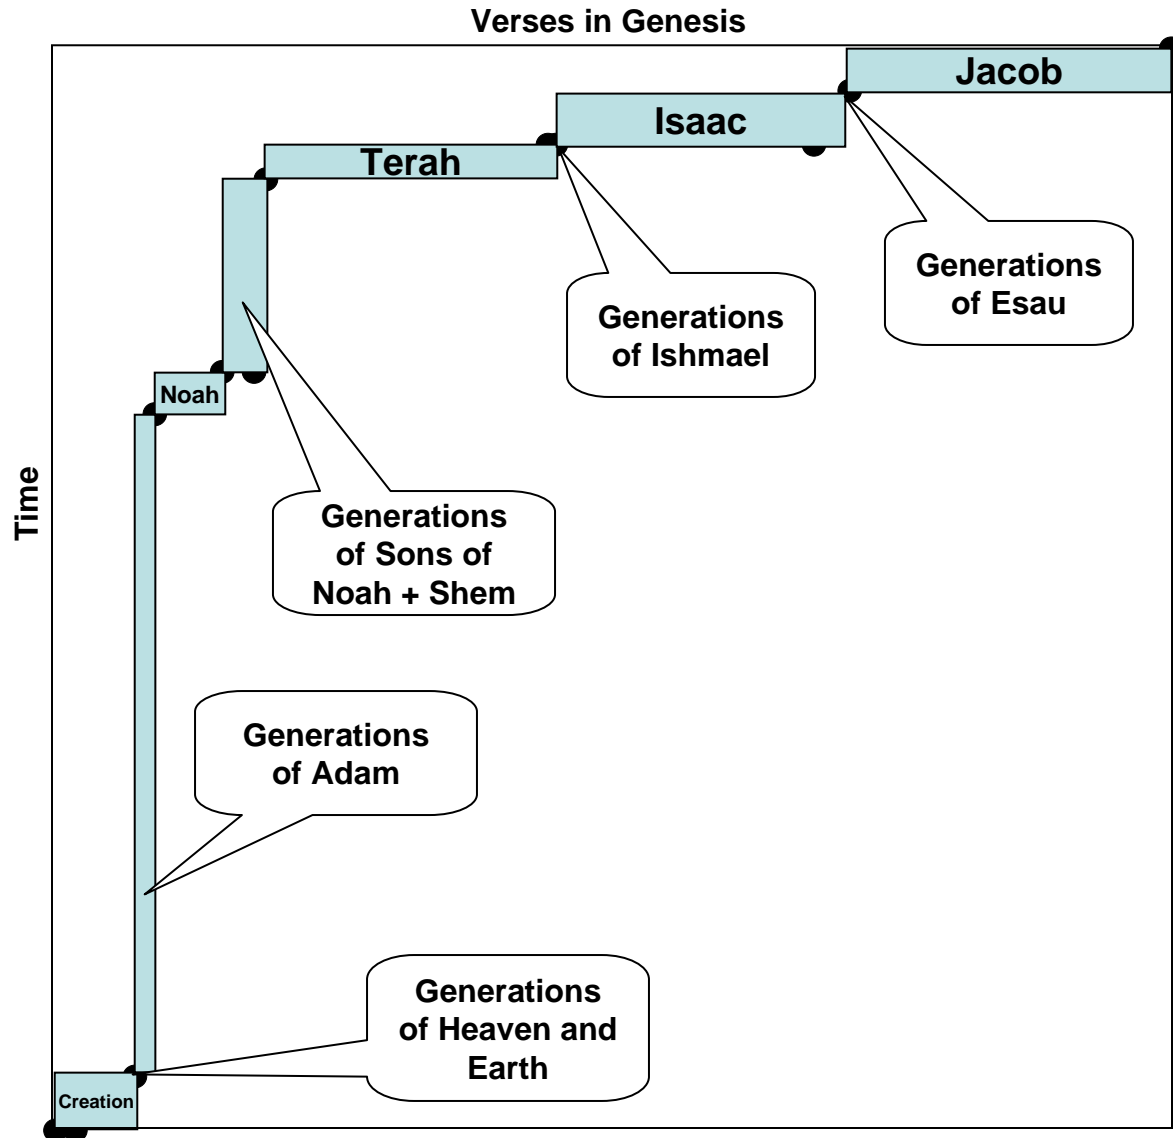 Verses in Genesis
Jacob
Isaac
Terah
Generations
of Esau
Generations
of Ishmael
Noah
Time
Generations
of Sons of
Noah + Shem
Generations
of Adam
Generations
of Heaven and
Earth
Creation